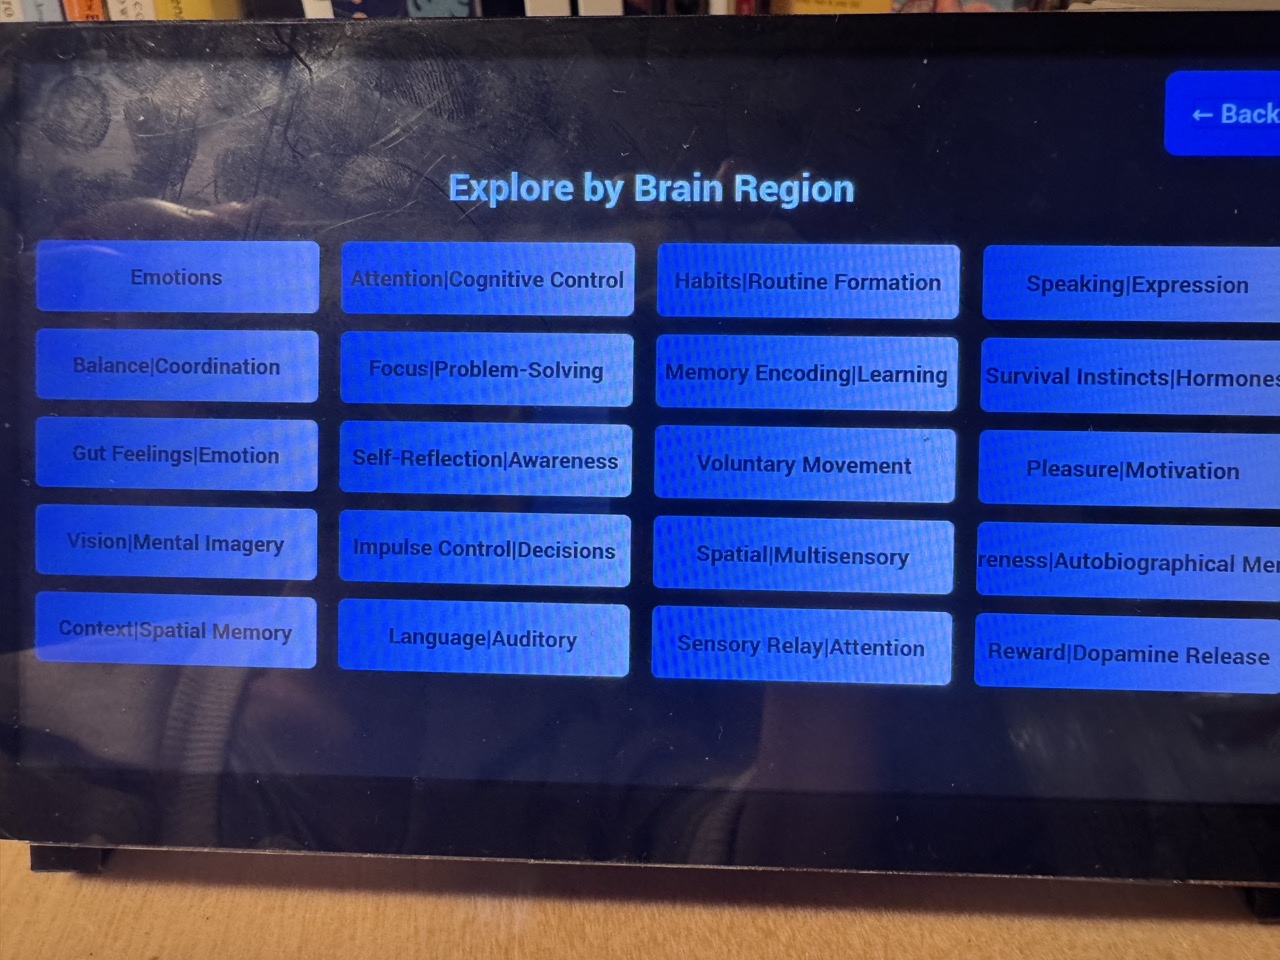 ← Back
Explore by Brain Region
Emotions
Attention|Cognitive Control
Habits|Routine Formation
Speaking|Expression
Balance|Coordination
Focus|Problem-Solving
Memory Encoding|Learning
Survival Instincts|Hormones
Gut Feelings|Emotion
Self-Reflection|Awareness
Voluntary Movement
Pleasure|Motivation
Vision|Mental Imagery
Impulse Control|Decisions
Spatial|Multisensory
reness|Autobiographical Mem
Context|Spatial Memory
Language|Auditory
Sensory Relay|Attention
Reward|Dopamine Release